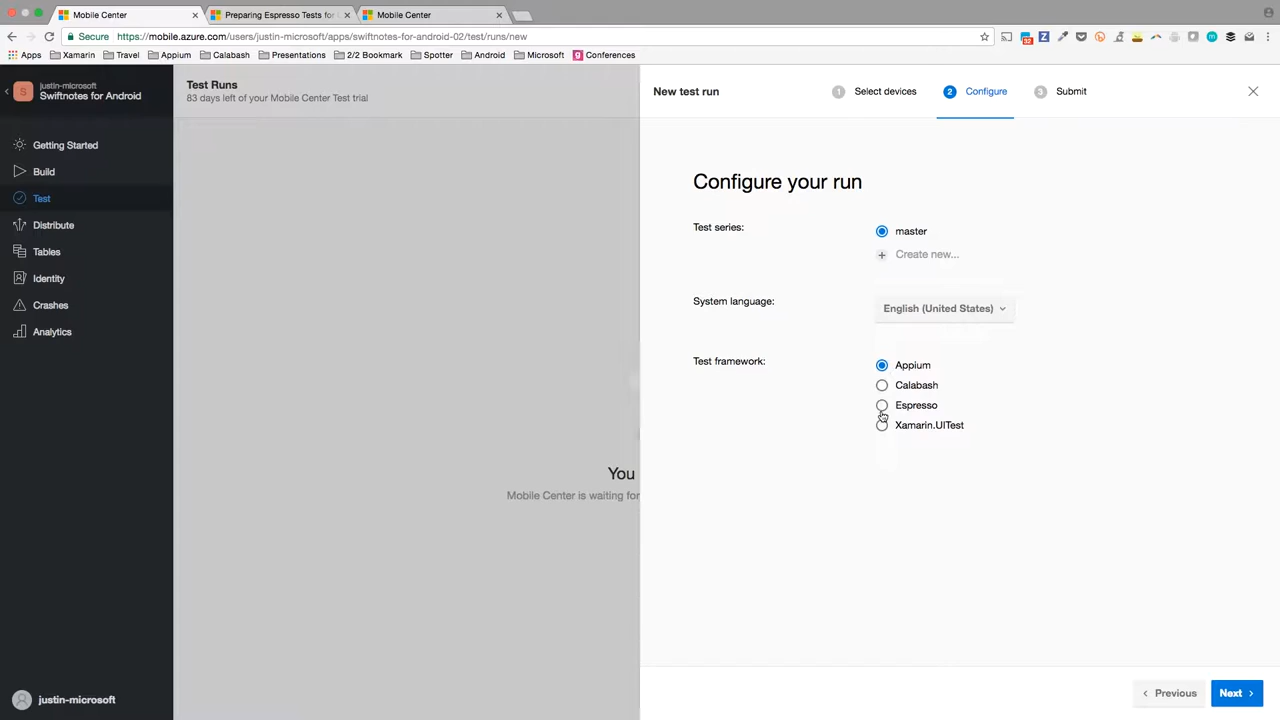 Mobile Center
Preparing Espresso Tests for
Mobile Center
Secure https://mobile.azure.com/users/justin-microsoft/apps/swiftnotes-for-android-02/test/runs/new
Apps Xamarin Travel Appium Calabash Presentations 2/2 Bookmark Spotter Android Microsoft Conferences
S
justin-microsoft
Swiftnotes for Android
Getting Started
Build
Test
Distribute
Tables
Identity
Crashes
Analytics
justin-microsoft
Test Runs
83 days left of your Mobile Center Test trial
You
Mobile Center is waiting for
New test run
1 Select devices
2 Configure
3 Submit
Configure your run
Test series:
master
Create new...
System language:
English (United States)
Test framework:
Appium
Calabash
Espresso
Xamarin.UITest
Previous
Next